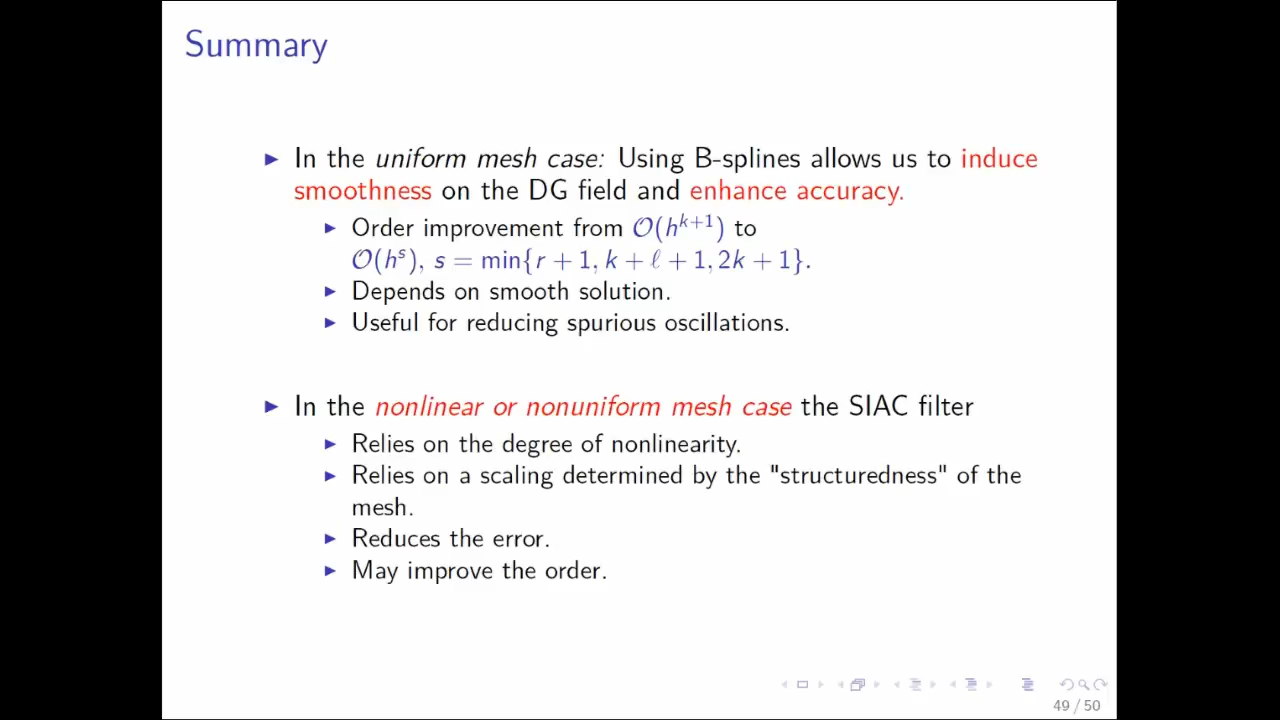 Summary
▶ In the uniform mesh case: Using B-splines allows us to induce
smoothness on the DG field and enhance accuracy.
▶ Order improvement from 𝒪(h^{k+1}) to
𝒪(h^s), s = min{r + 1, k + ℓ + 1, 2k + 1}.
▶ Depends on smooth solution.
▶ Useful for reducing spurious oscillations.
▶ In the nonlinear or nonuniform mesh case the SIAC filter
▶ Relies on the degree of nonlinearity.
▶ Relies on a scaling determined by the "structuredness" of the
mesh.
▶ Reduces the error.
▶ May improve the order.
49 / 50